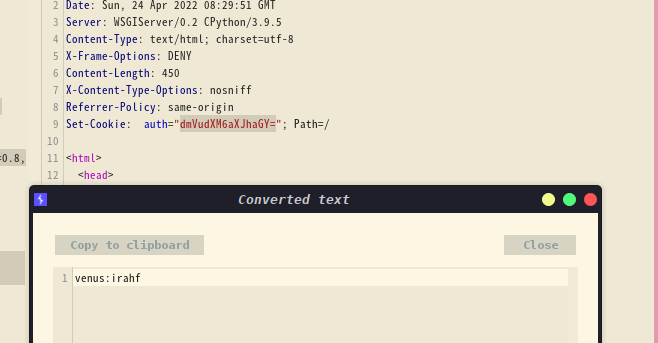 2 Date: Sun, 24 Apr 2022 08:29:51 GMT
3 Server: WSGIServer/0.2 CPython/3.9.5
4 Content-Type: text/html; charset=utf-8
5 X-Frame-Options: DENY
6 Content-Length: 450
7 X-Content-Type-Options: nosniff
8 Referrer-Policy: same-origin
9 Set-Cookie:  auth="dmVudXM6aXJhaGY="; Path=/
10
=0.8, 11 <html>
12 <head>
Converted text
Copy to clipboard Close
1 venus:irahf